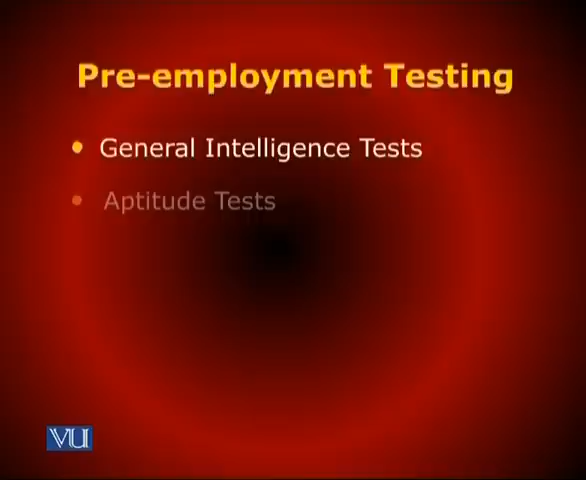 Pre-employment Testing
General Intelligence Tests
Aptitude Tests
VU